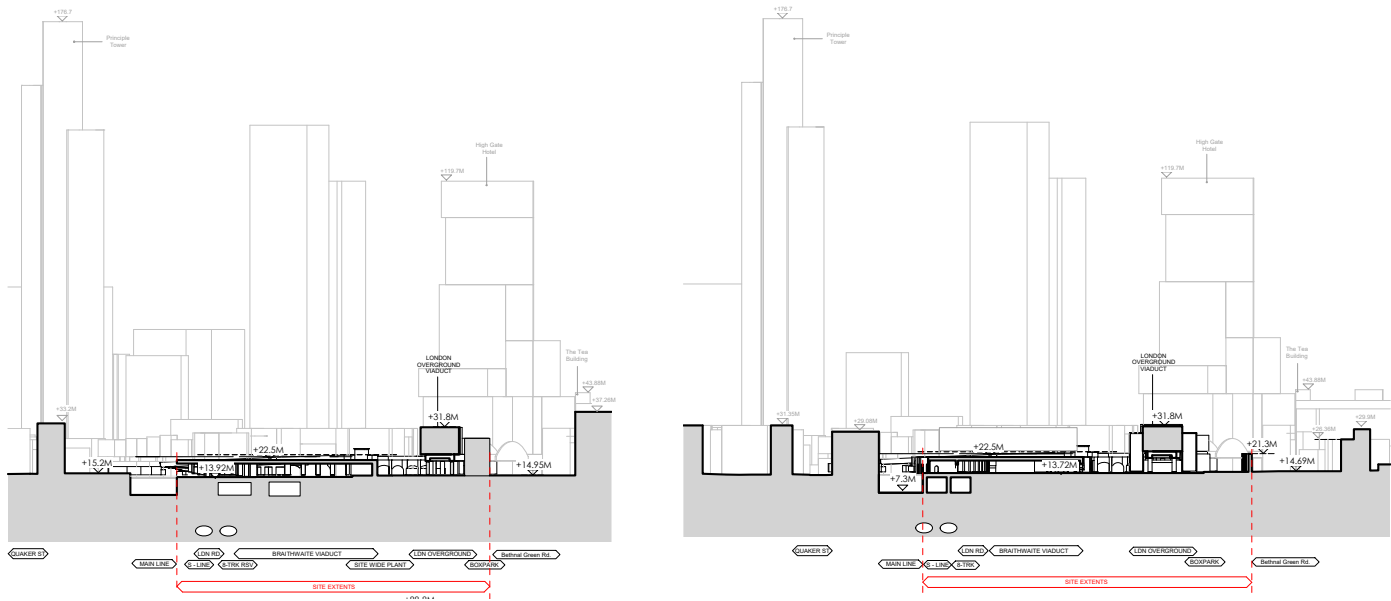 +176.7
Principle
Tower
High Gate
Hotel
+119.7M
LONDON
OVERGROUND
VIADUCT
The Tea
Building
+43.88M
+37.26M
+33.2M
+31.8M
+22.5M
+15.2M
+13.92M
+14.95M
QUAKER ST
LDN RD
BRAITHWAITE VIADUCT
LDN OVERGROUND
Bethnal Green Rd.
MAIN LINE
S - LINE
8-TRK RSV
SITE WIDE PLANT
BOXPARK
SITE EXTENTS
+176.7
Principle
Tower
High Gate
Hotel
+119.7M
LONDON
OVERGROUND
VIADUCT
The Tea
Building
+43.88M
+31.35M
+29.08M
+31.8M
+29.9M
+26.36M
+22.5M
+21.3M
+13.72M
+14.69M
+7.3M
QUAKER ST
LDN RD
BRAITHWAITE VIADUCT
LDN OVERGROUND
MAIN LINE
S - LINE
8-TRK
BOXPARK
Bethnal Green Rd.
SITE EXTENTS